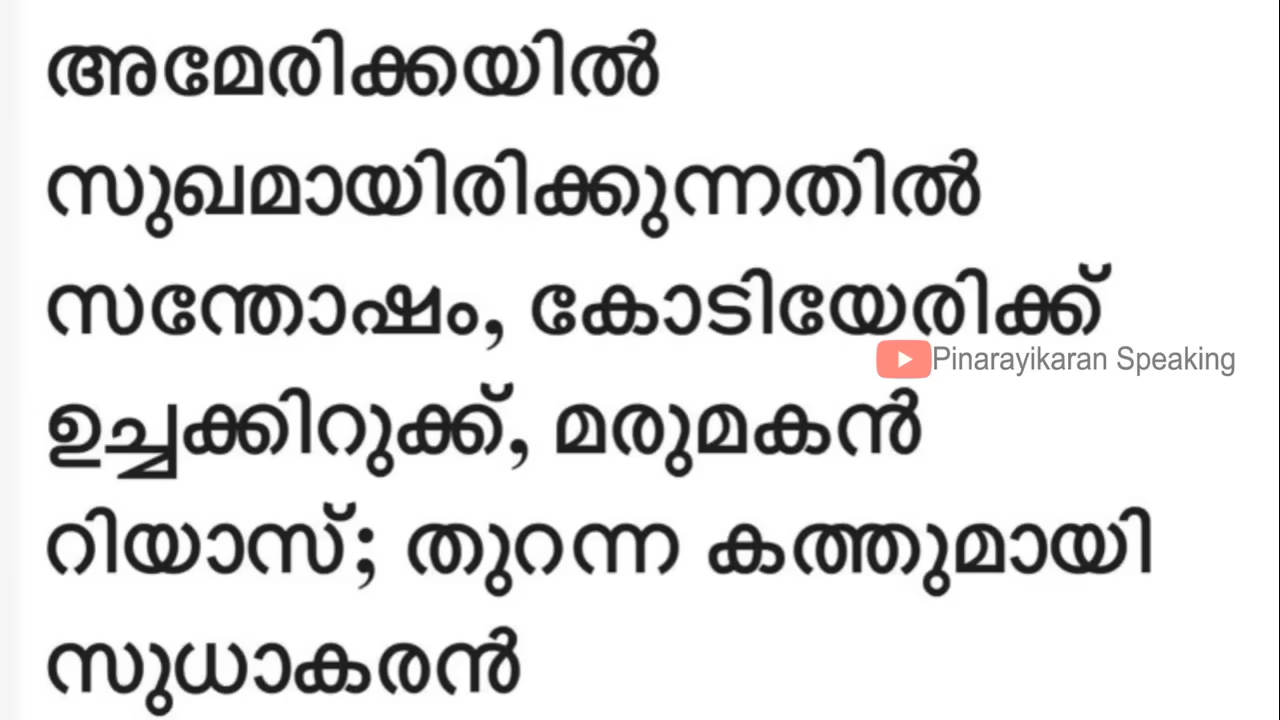 അമേരിക്കയിൽ
സുഖമായിരിക്കുന്നതിൽ
സന്തോഷം, കോടിയേരിക്ക്
Pinarayikaran Speaking
ഉച്ചക്കിറുക്ക്, മരുമകൻ
റിയാസ്; തുറന്ന കത്തുമായി
സുധാകരൻ